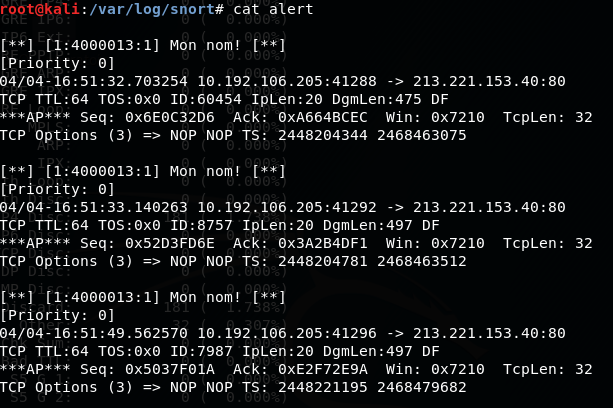 root@kali:/var/log/snort# cat alert
[**] [1:4000013:1] Mon nom! [**]
[Priority: 0]
04/04-16:51:32.703254 10.192.106.205:41288 -> 213.221.153.40:80
TCP TTL:64 TOS:0x0 ID:60454 IpLen:20 DgmLen:475 DF
***AP*** Seq: 0x6E0C32D6  Ack: 0xA664BCEC  Win: 0x7210  TcpLen: 32
TCP Options (3) => NOP NOP TS: 2448204344 2468463075
[**] [1:4000013:1] Mon nom! [**]
[Priority: 0]
04/04-16:51:33.140263 10.192.106.205:41292 -> 213.221.153.40:80
TCP TTL:64 TOS:0x0 ID:8757 IpLen:20 DgmLen:497 DF
***AP*** Seq: 0x52D3FD6E  Ack: 0x3A2B4DF1  Win: 0x7210  TcpLen: 32
TCP Options (3) => NOP NOP TS: 2448204781 2468463512
[**] [1:4000013:1] Mon nom! [**]
[Priority: 0]
04/04-16:51:49.562570 10.192.106.205:41296 -> 213.221.153.40:80
TCP TTL:64 TOS:0x0 ID:7987 IpLen:20 DgmLen:497 DF
***AP*** Seq: 0x5037F01A  Ack: 0xE2F72E9A  Win: 0x7210  TcpLen: 32
TCP Options (3) => NOP NOP TS: 2448221195 2468479682